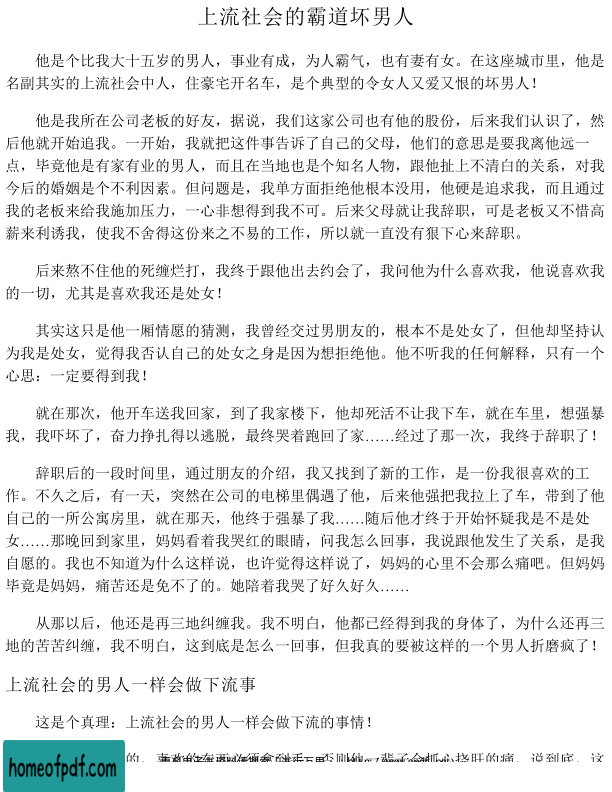 上流社会的霸道坏男人
他是个比我大十五岁的男人，事业有成，为人霸气，也有妻有女。在这座城市里，他是
名副其实的上流社会中人，住豪宅开名车，是个典型的令女人又爱又恨的坏男人！
他是我所在公司老板的好友，据说，我们这家公司也有他的股份，后来我们认识了，然
后他就开始追我。一开始，我就把这件事告诉了自己的父母，他们的意思是要我离他远一
点，毕竟他是有家有业的男人，而且在当地也是个知名人物，跟他扯上不清白的关系，对我
今后的婚姻是个不利因素。但问题是，我单方面拒绝他根本没用，他硬是追求我，而且通过
我的老板来给我施加压力，一心非想得到我不可。后来父母就让我辞职，可是老板又不惜高
薪来利诱我，使我不舍得这份来之不易的工作，所以就一直没有狠下心来辞职。
后来熬不住他的死缠烂打，我终于跟他出去约会了，我问他为什么喜欢我，他说喜欢我
的一切，尤其是喜欢我还是处女！
其实这只是他一厢情愿的猜测，我曾经交过男朋友的，根本不是处女了，但他却坚持认
为我是处女，觉得我否认自己的处女之身是因为想拒绝他。他不听我的任何解释，只有一个
心思：一定要得到我！
就在那次，他开车送我回家，到了我家楼下，他却死活不让我下车，就在车里，想强暴
我，我吓坏了，奋力挣扎得以逃脱，最终哭着跑回了家……经过了那一次，我终于辞职了！
辞职后的一段时间里，通过朋友的介绍，我又找到了新的工作，是一份我很喜欢的工
作。不久之后，有一天，突然在公司的电梯里偶遇了他，后来他强把我拉上了车，带到了他
自己的一所公寓房里，就在那天，他终于强暴了我……随后他才终于开始怀疑我是不是处
女……那晚回到家里，妈妈看着我哭红的眼睛，问我怎么回事，我说跟他发生了关系，是我
自愿的。我也不知道为什么这样说，也许觉得这样说了，妈妈的心里不会那么痛吧。但妈妈
毕竟是妈妈，痛苦还是免不了的。她陪着我哭了好久好久……
从那以后，他还是再三地纠缠我。我不明白，他都已经得到我的身体了，为什么还再三
地的苦苦纠缠，我不明白，这到底是怎么一回事，但我真的要被这样的一个男人折磨疯了！
上流社会的男人一样会做下流事
这是个真理：上流社会的男人一样会做下流的事情！
homeofpdf.com